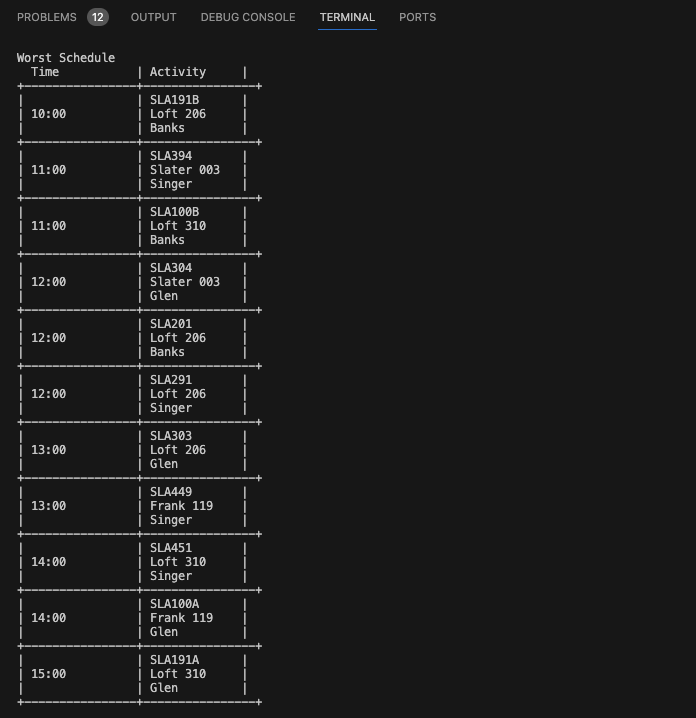 PROBLEMS 12 OUTPUT DEBUG CONSOLE TERMINAL PORTS
Worst Schedule
Time | Activity |
+----------------+----------------+
| | SLA191B |
| 10:00 | Loft 206 |
| | Banks |
+----------------+----------------+
| | SLA394 |
| 11:00 | Slater 003 |
| | Singer |
+----------------+----------------+
| | SLA100B |
| 11:00 | Loft 310 |
| | Banks |
+----------------+----------------+
| | SLA304 |
| 12:00 | Slater 003 |
| | Glen |
+----------------+----------------+
| | SLA201 |
| 12:00 | Loft 206 |
| | Banks |
+----------------+----------------+
| | SLA291 |
| 12:00 | Loft 206 |
| | Singer |
+----------------+----------------+
| | SLA303 |
| 13:00 | Loft 206 |
| | Glen |
+----------------+----------------+
| | SLA449 |
| 13:00 | Frank 119 |
| | Singer |
+----------------+----------------+
| | SLA451 |
| 14:00 | Loft 310 |
| | Singer |
+----------------+----------------+
| | SLA100A |
| 14:00 | Frank 119 |
| | Glen |
+----------------+----------------+
| | SLA191A |
| 15:00 | Loft 310 |
| | Glen |
+----------------+----------------+